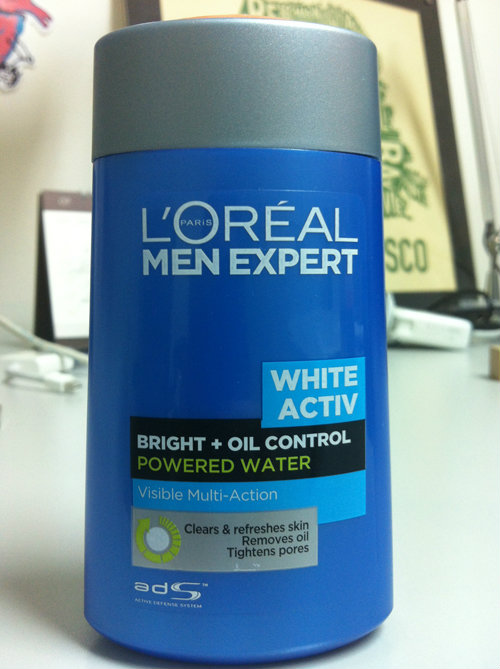 L'ORÉAL
PARIS
MEN EXPERT
WHITE
ACTIV
BRIGHT + OIL CONTROL
POWERED WATER
Visible Multi-Action
Clears & refreshes skin
Removes oil
Tightens pores
adS™
ACTIVE DEFENSE SYSTEM
SCO